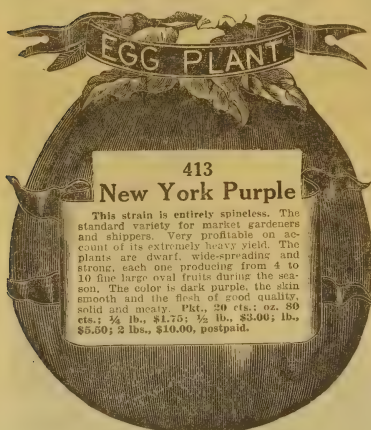 EGG PLANT
413
New York Purple
This strain is entirely spineless. The
standard variety for market gardeners
and shippers. Very profitable on ac-
count of its extremely heavy yield. The
plants are dwarf, wide-spreading and
strong, each one producing from 4 to
10 fine large oval fruits during the sea-
son. The color is dark purple, the skin
smooth and the flesh of good quality,
solid and meaty. Pkt., 20 cts.; oz. 80
cts.; ¼ lb., $1.75; ½ lb., $3.00; lb.,
$5.50; 2 lbs., $10.00, postpaid.